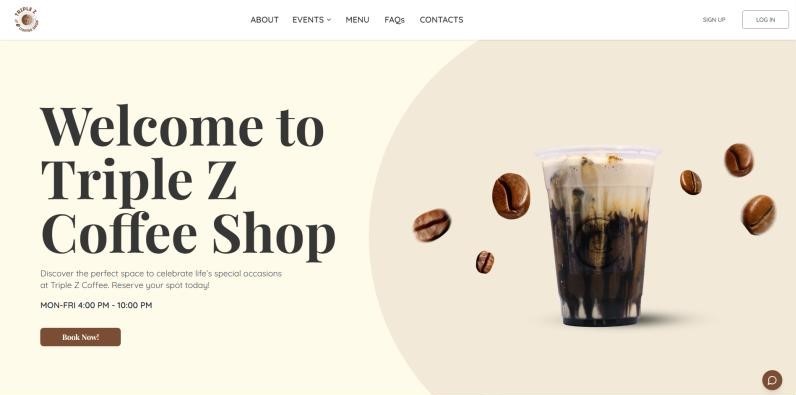 TRIPLE Z
COFFEE SHOP
ABOUT
EVENTS
MENU
FAQs
CONTACTS
SIGN UP
LOG IN
Welcome to
Triple Z
Coffee Shop
Discover the perfect space to celebrate life's special occasions
at Triple Z Coffee. Reserve your spot today!
MON-FRI 4:00 PM - 10:00 PM
Book Now!